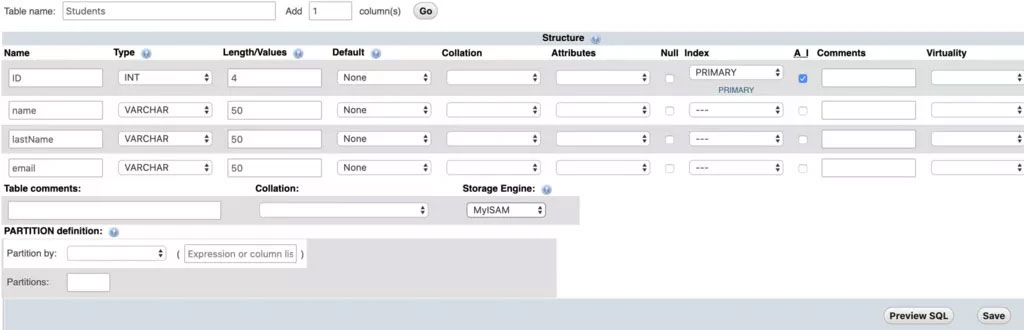 Table name: Students Add 1 column(s) Go
Structure
Name Type Length/Values Default Collation Attributes Null Index A_I Comments Virtuality
ID INT 4 None PRIMARY
PRIMARY
name VARCHAR 50 None ---
lastName VARCHAR 50 None ---
email VARCHAR 50 None ---
Table comments: Collation: Storage Engine:
MyISAM
PARTITION definition:
Partition by: ( Expression or column lis )
Partitions:
Preview SQL Save